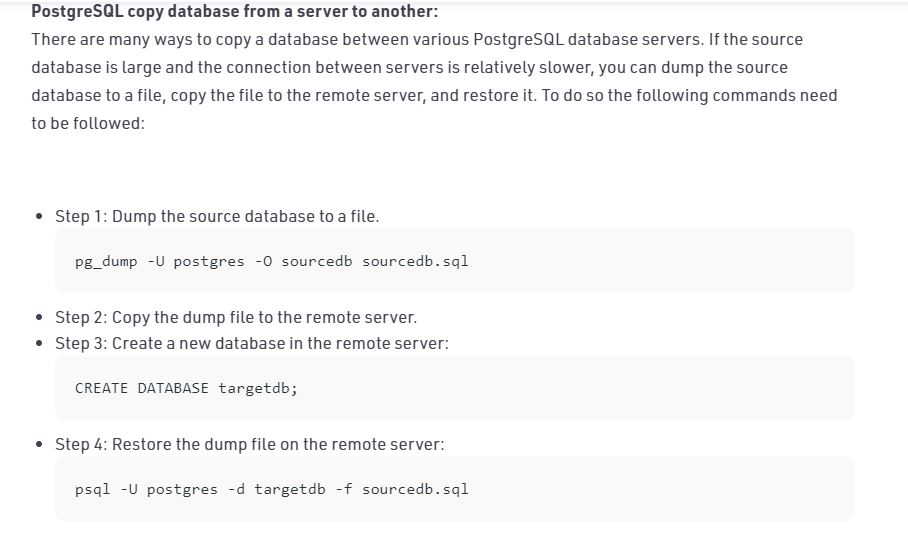 PostgreSQL copy database from a server to another:
There are many ways to copy a database between various PostgreSQL database servers. If the source
database is large and the connection between servers is relatively slower, you can dump the source
database to a file, copy the file to the remote server, and restore it. To do so the following commands need
to be followed:
• Step 1: Dump the source database to a file.
pg_dump -U postgres -O sourcedb sourcedb.sql
• Step 2: Copy the dump file to the remote server.
• Step 3: Create a new database in the remote server:
CREATE DATABASE targetdb;
• Step 4: Restore the dump file on the remote server:
psql -U postgres -d targetdb -f sourcedb.sql